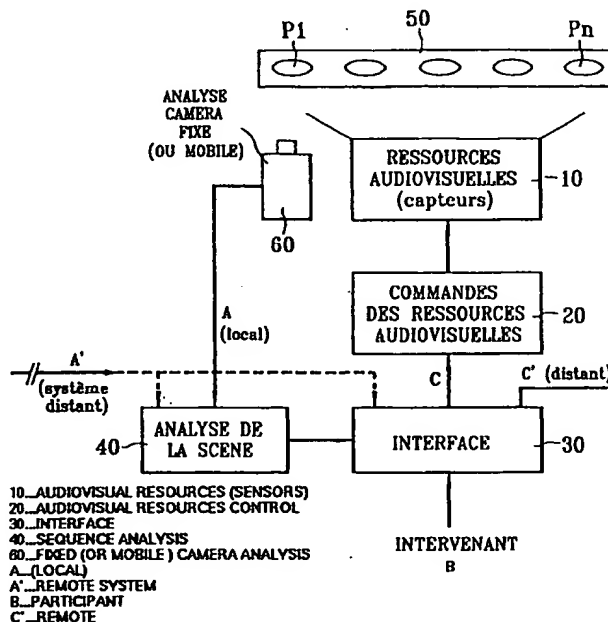 50
P1
Pn
ANALYSE
CAMERA
FIXE
(OU MOBILE)
60
RESSOURCES
AUDIOVISUELLES
(capteurs)
10
COMMANDES
DES RESSOURCES
AUDIOVISUELLES
20
A
(local)
A'
(système
distant)
C
C' (distant)
40
ANALYSE DE
LA SCENE
INTERFACE
30
INTERVENANT
B
10...AUDIOVISUAL RESOURCES (SENSORS)
20...AUDIOVISUAL RESOURCES CONTROL
30...INTERFACE
40...SEQUENCE ANALYSIS
60...FIXED (OR MOBILE ) CAMERA ANALYSIS
A...(LOCAL)
A'...REMOTE SYSTEM
B...PARTICIPANT
C'...REMOTE